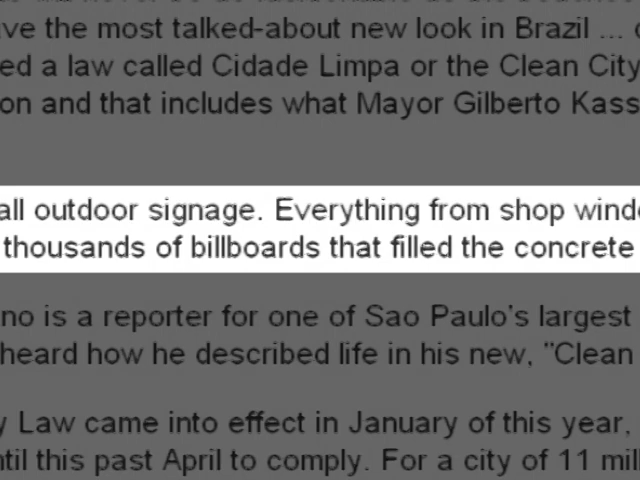 ve the most talked-about new look in Brazil ...
ed a law called Cidade Limpa or the Clean City
on and that includes what Mayor Gilberto Kass
all outdoor signage. Everything from shop wind
thousands of billboards that filled the concrete
no is a reporter for one of Sao Paulo's largest
heard how he described life in his new, "Clean
y Law came into effect in January of this year,
til this past April to comply. For a city of 11 mil